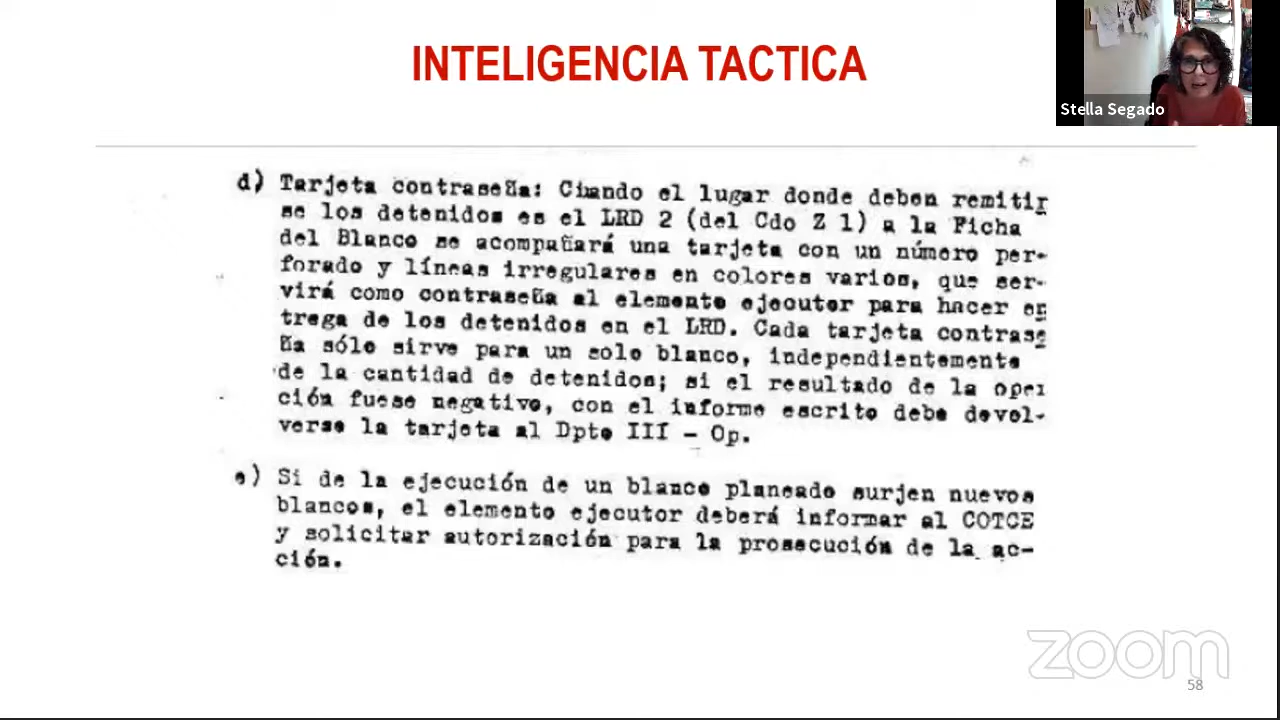 INTELIGENCIA TACTICA
Stella Segado
d) Tarjeta contraseña: Cuando el lugar donde deben remitir
se los detenidos es el LRD 2 (del Cdo Z 1) a la Ficha
del Blanco se acompañará una tarjeta con un número per-
forado y líneas irregulares en colores varios, que ser-
virá como contraseña al elemento ejecutor para hacer en
trega de los detenidos en el LRD. Cada tarjeta contrase
ña sólo sirve para un solo blanco, independientemente
de la cantidad de detenidos; si el resultado de la oper
ción fuese negativo, con el informe escrito debe devol-
verse la tarjeta al Dpto III - Op.
e) Si de la ejecución de un blanco planeado surjen nuevos
blancos, el elemento ejecutor deberá informar al COTCE
y solicitar autorización para la prosecución de la ac-
ción.
zoom
58